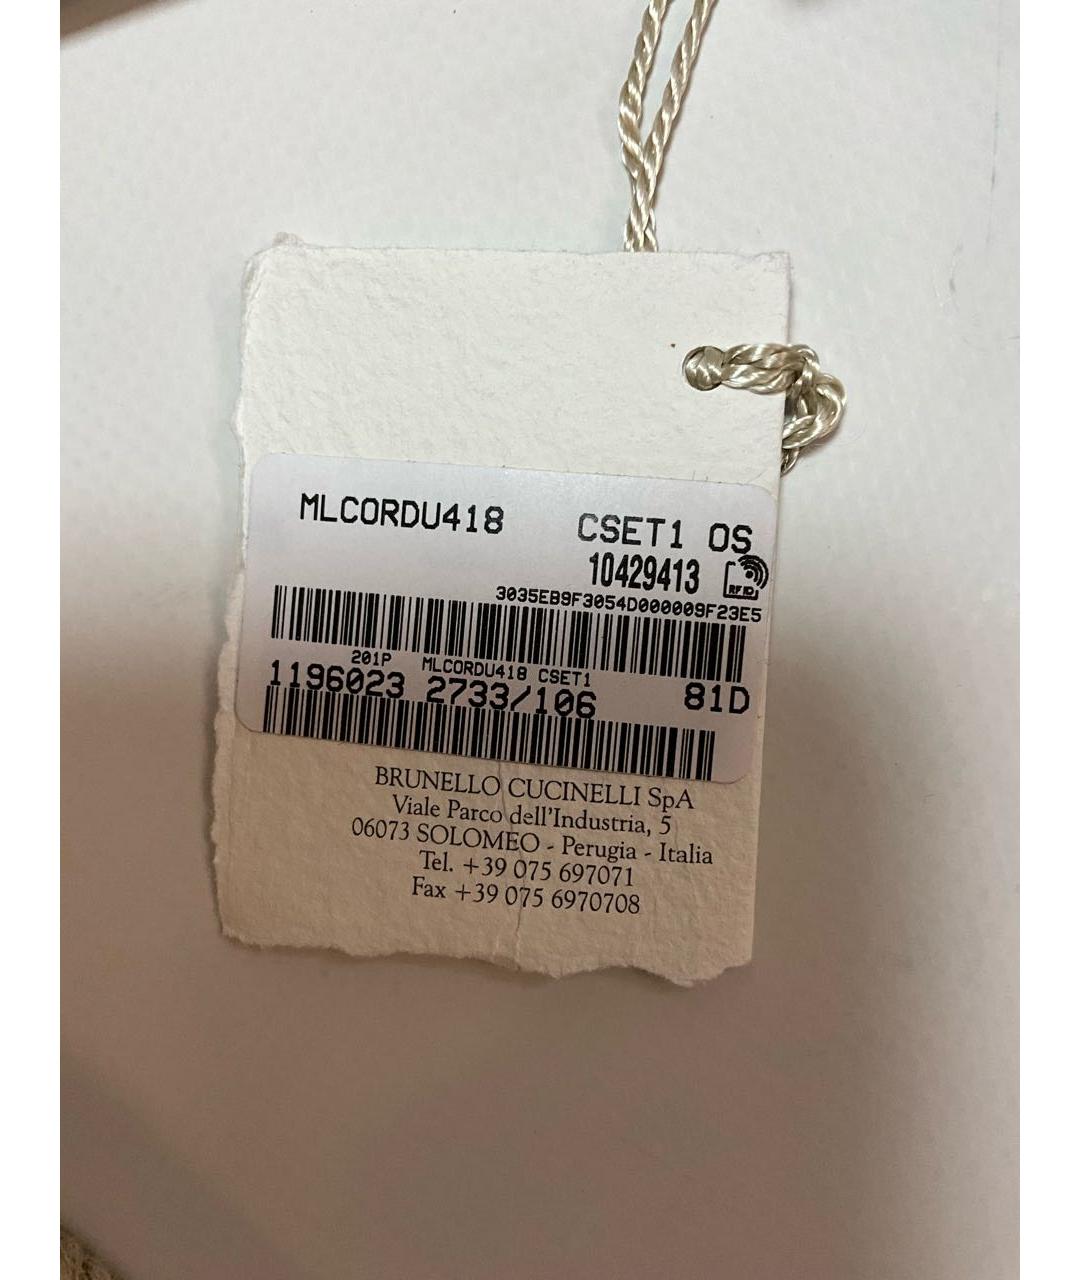 MLCORDU418 CSET1 OS
10429413
RFID
3035EB9F3054D000009F23E5
201P MLCORDU418 CSET1
1196023 2733/106 81D
BRUNELLO CUCINELLI SpA
Viale Parco dell'Industria, 5
06073 SOLOMEO - Perugia - Italia
Tel. +39 075 697071
Fax +39 075 6970708